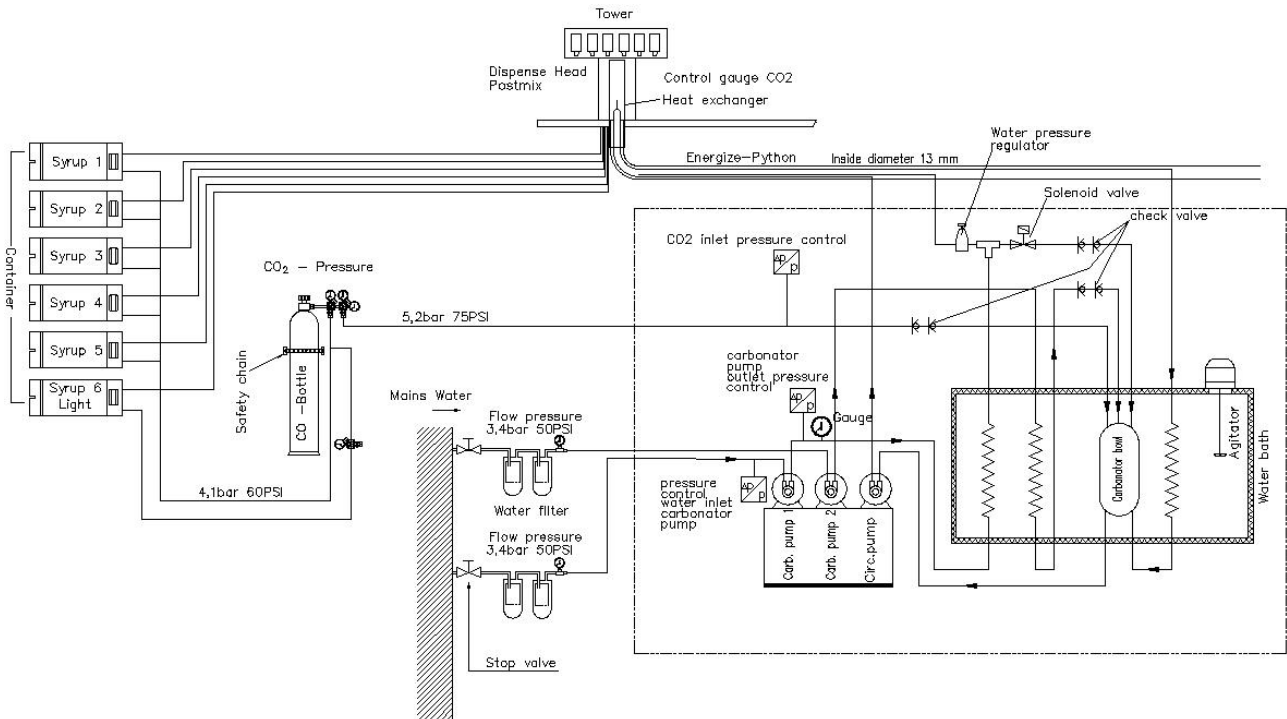 Tower
Dispense Head
Postmix
Control gauge CO2
Heat exchanger
Water pressure
regulator
Energize-Python
Inside diameter 13 mm
Solenoid valve
check valve
Container
Syrup 1
Syrup 2
Syrup 3
Syrup 4
Syrup 5
Syrup 6
Light
CO₂ - Pressure
Safety chain
CO -Bottle
5,2bar 75PSI
4,1bar 60PSI
CO2 inlet pressure control
Δp
p
carbonator
pump
outlet pressure
control
Δp
p
Gauge
Mains Water
Flow pressure
3,4bar 50PSI
Water filter
Flow pressure
3,4bar 50PSI
Stop valve
pressure
control
water inlet
carbonator
pump
Δp
p
Carb. pump 1
Carb. pump 2
Circ.pump
Carbonator bowl
Agitator
Water bath